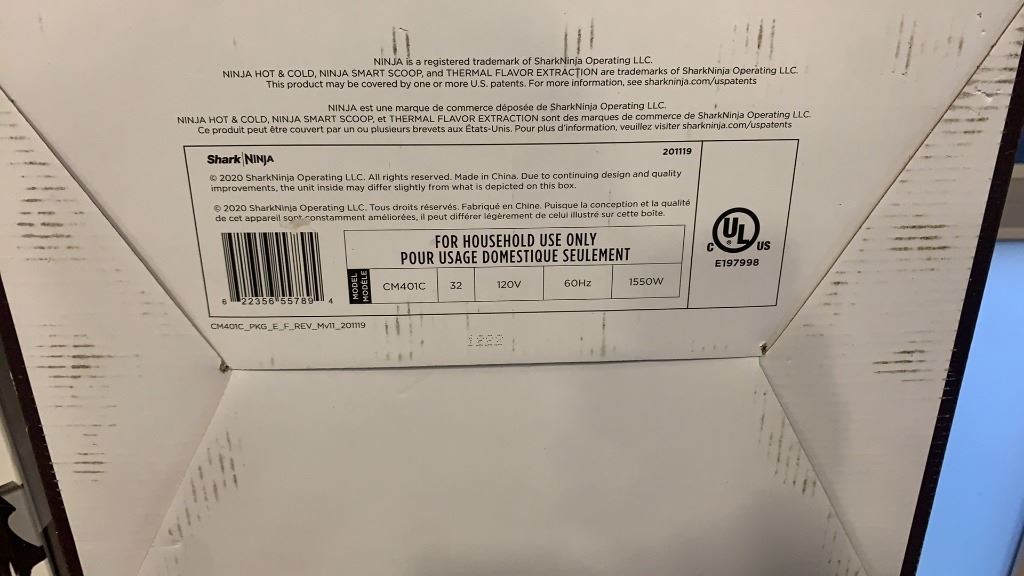 NINJA is a registered trademark of SharkNinja Operating LLC.
NINJA HOT & COLD, NINJA SMART SCOOP, and THERMAL FLAVOR EXTRACTION are trademarks of SharkNinja Operating LLC.
This product may be covered by one or more U.S. patents. For more information, see sharkninja.com/uspatents
NINJA est une marque de commerce déposée de SharkNinja Operating LLC.
NINJA HOT & COLD, NINJA SMART SCOOP, et THERMAL FLAVOR EXTRACTION sont des marques de commerce de SharkNinja Operating LLC.
Ce produit peut être couvert par un ou plusieurs brevets aux États-Unis. Pour plus d'information, veuillez visiter sharkninja.com/uspatents
Shark|NINJA
201119
© 2020 SharkNinja Operating LLC. All rights reserved. Made in China. Due to continuing design and quality
improvements, the unit inside may differ slightly from what is depicted on this box.
© 2020 SharkNinja Operating LLC. Tous droits réservés. Fabriqué en Chine. Puisque la conception et la qualité
de cet appareil sont constamment améliorées, il peut différer légèrement de celui illustré sur cette boîte.
FOR HOUSEHOLD USE ONLY
POUR USAGE DOMESTIQUE SEULEMENT
MODEL
MODÈLE
CM401C 32 120V 60Hz 1550W
C UL ® US
E197998
6 22356 55789 4
CM401C_PKG_E_F_REV_Mv11_201119